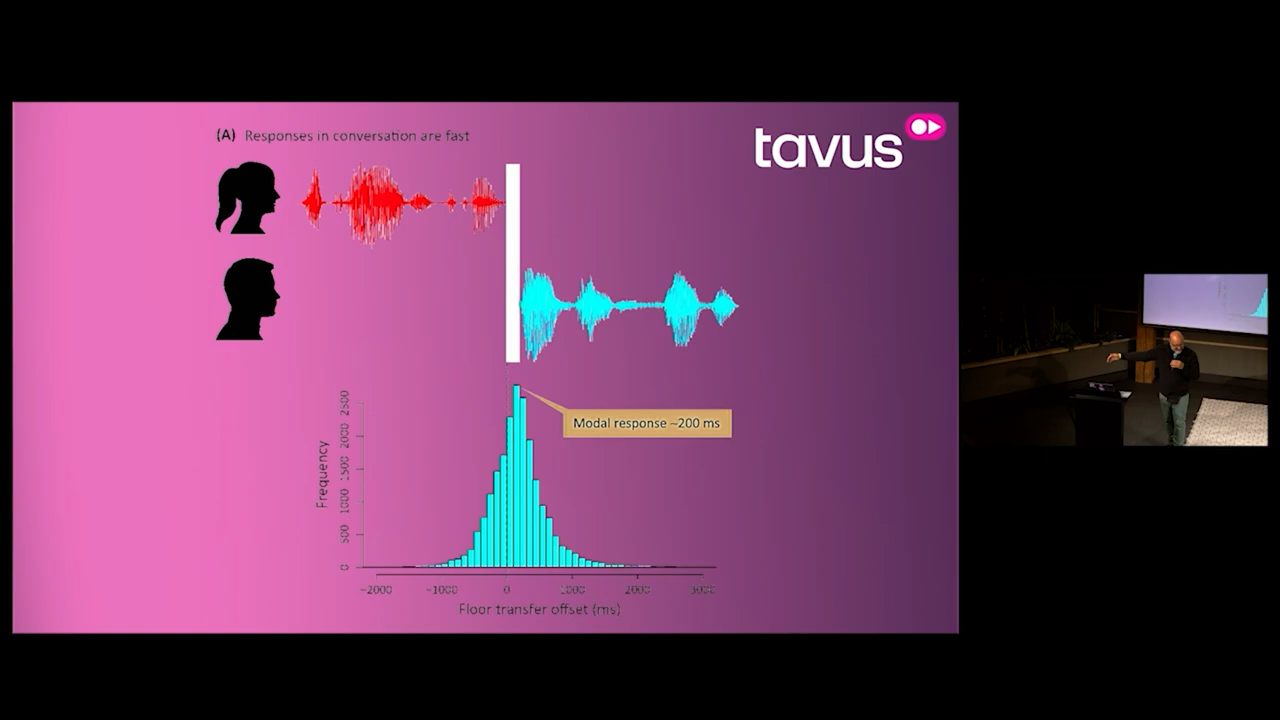 (A) Responses in conversation are fast
tavus
Modal response ~200 ms
Frequency
2500
2000
1500
1000
500
0
−2000 −1000 0 1000 2000 3000
Floor transfer offset (ms)